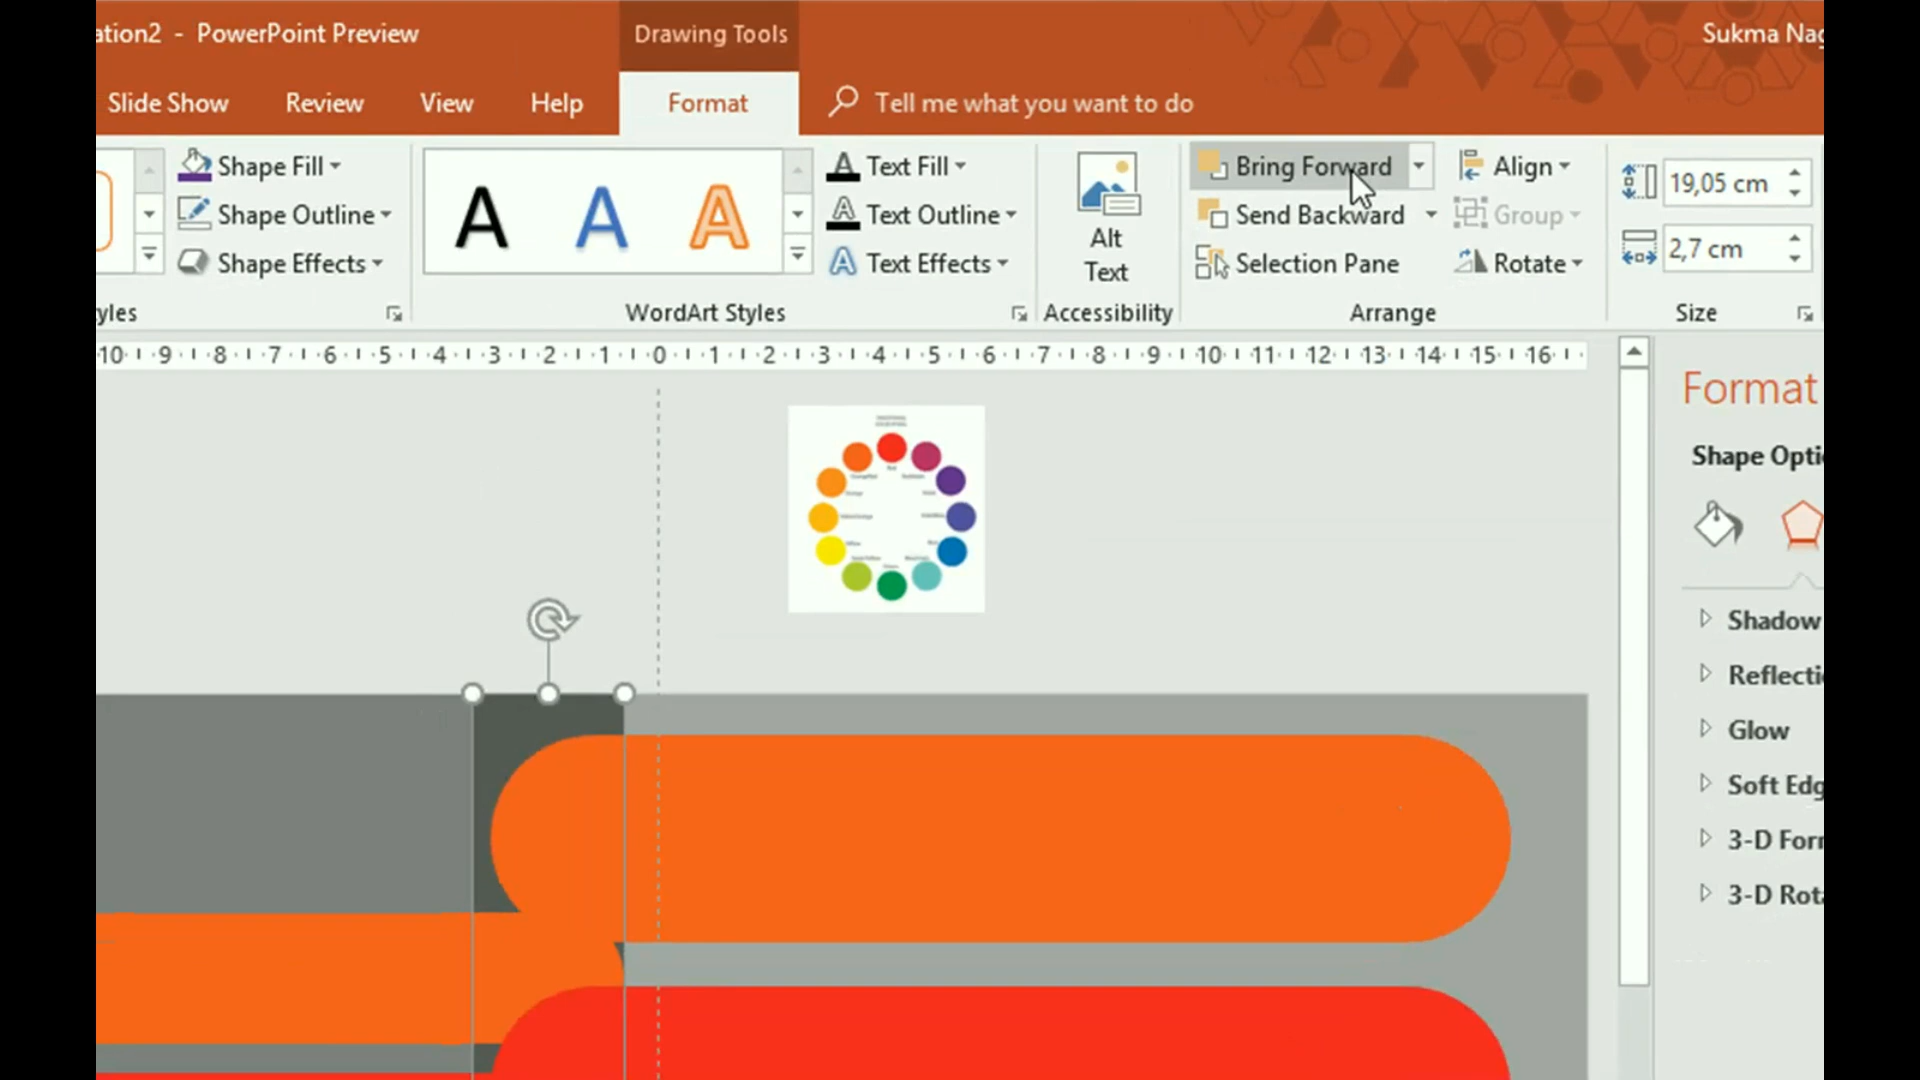 ation2 - PowerPoint Preview
Drawing Tools
Sukma Nag
Slide Show
Review
View
Help
Format
Tell me what you want to do
Shape Fill
Shape Outline
Shape Effects
yles
A A A
WordArt Styles
Text Fill
Text Outline
Text Effects
Alt
Text
Accessibility
Bring Forward
Send Backward
Selection Pane
Align
Group
Rotate
Arrange
19,05 cm
2,7 cm
Size
10 9 8 7 6 5 4 3 2 1 0 1 2 3 4 5 6 7 8 9 10 11 12 13 14 15 16
Format
Shape Opti
Shadow
Reflecti
Glow
Soft Edg
3-D Forr
3-D Rota